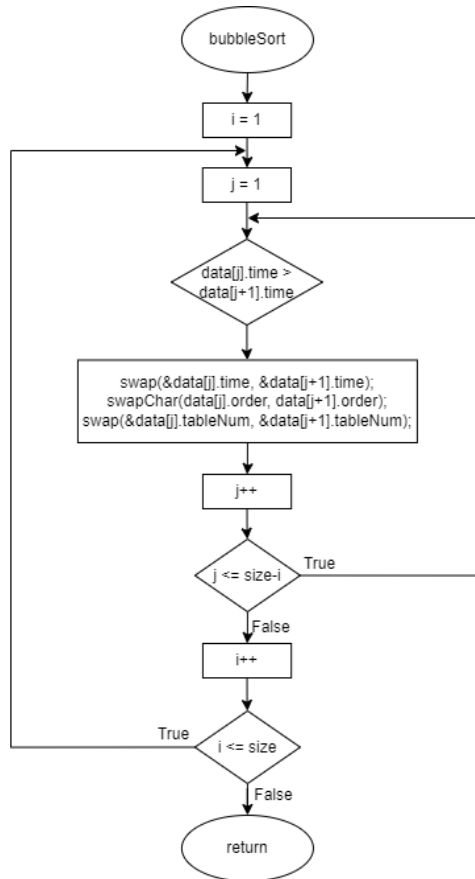 bubbleSort
i = 1
j = 1
data[j].time >
data[j+1].time
swap(&data[j].time, &data[j+1].time);
swapChar(data[j].order, data[j+1].order);
swap(&data[j].tableNum, &data[j+1].tableNum);
j++
j <= size-i
True
False
i++
True
i <= size
False
return